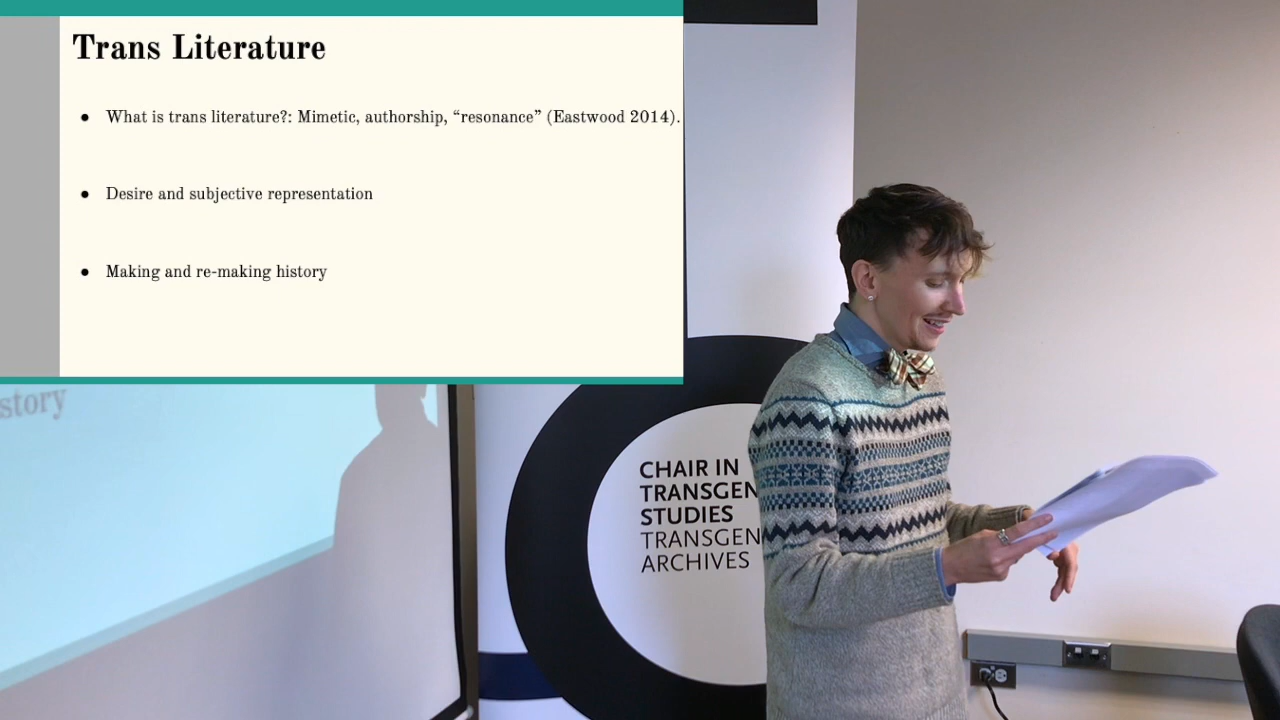 Trans Literature
• What is trans literature?: Mimetic, authorship, “resonance” (Eastwood 2014).
• Desire and subjective representation
• Making and re-making history
story
CHAIR IN
TRANSGEN
STUDIES
TRANSGEN
ARCHIVES